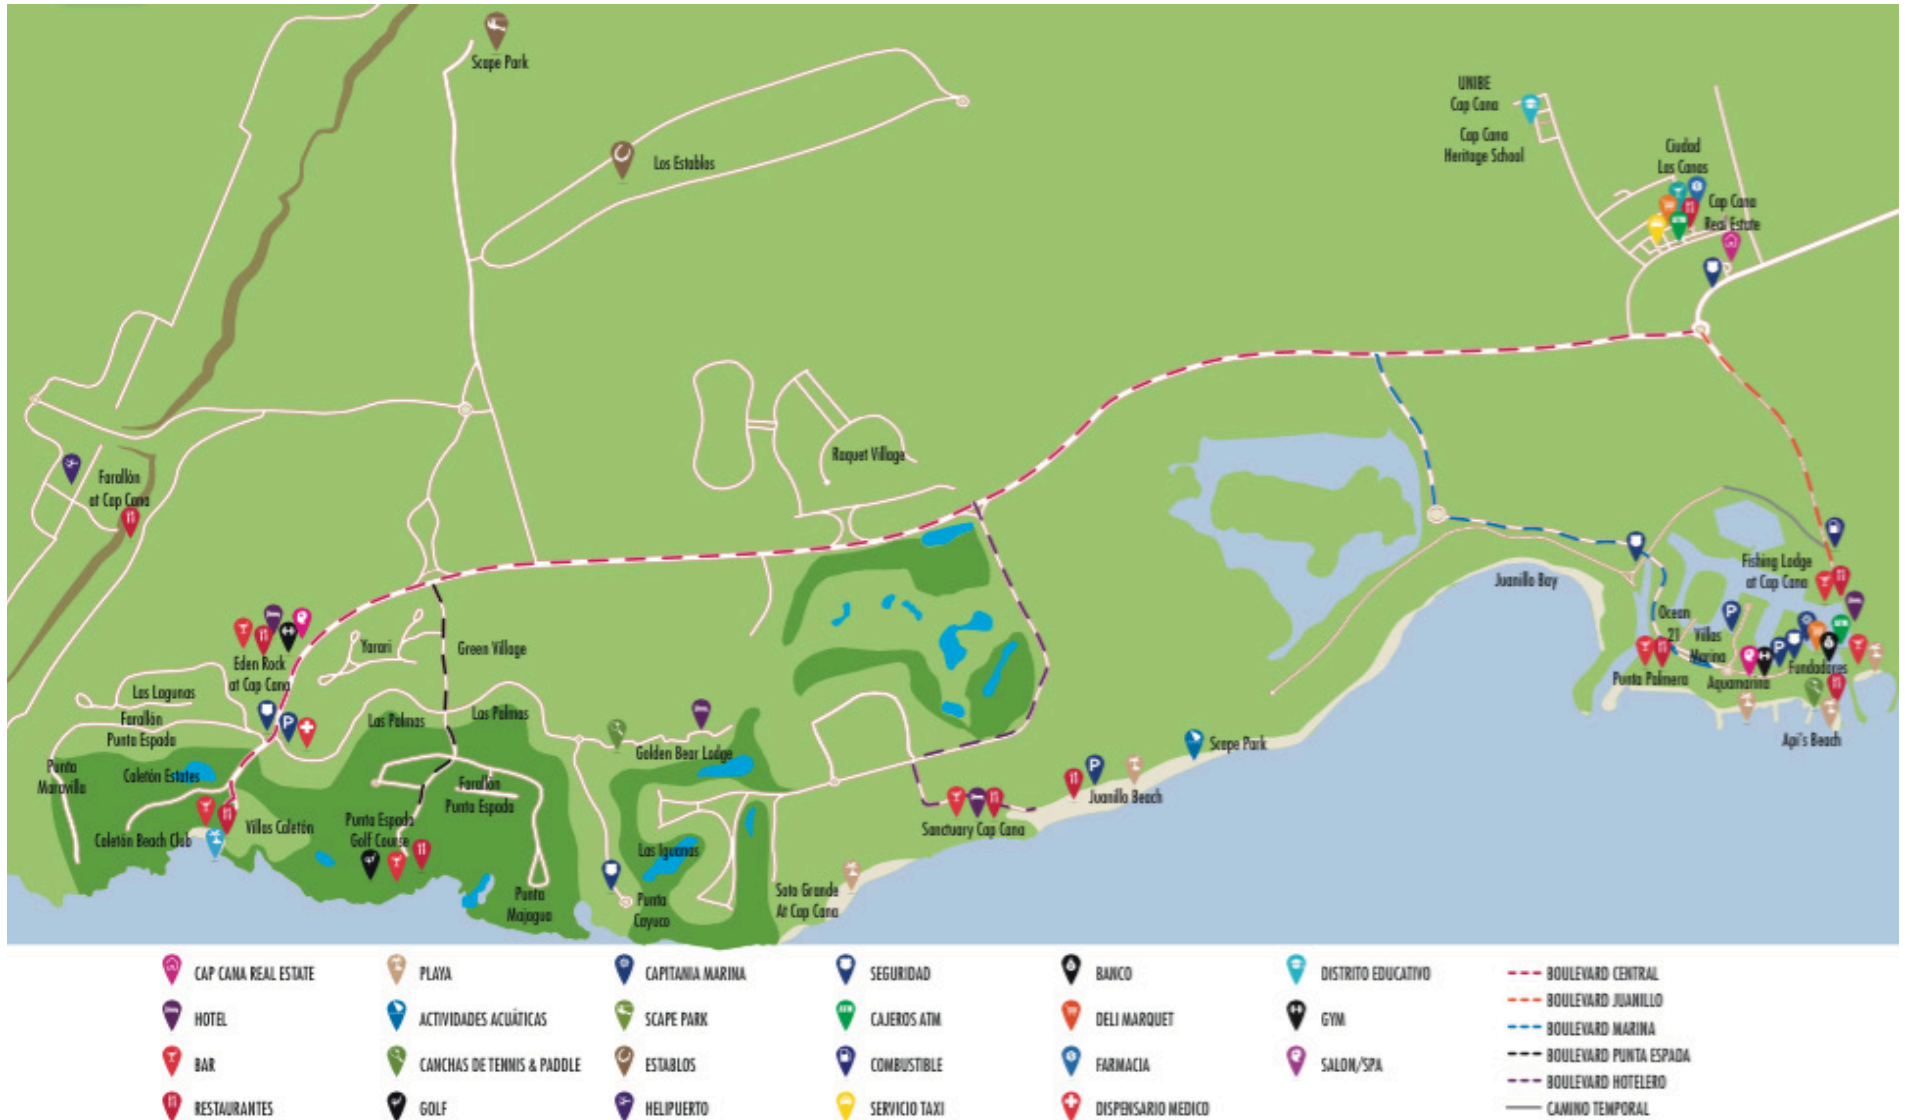 Scape Park
Los Establos
UNIBE
Cap Cana
Cap Cana
Heritage School
Ciudad
Las Canas
Cap Cana
Real Estate
Farallón
at Cap Cana
Raquet Village
Juanillo Bay
Fishing Lodge
at Cap Cana
Ocean
21
Villas
Marina
Punta Palmera
Aquamarina
Fundadores
Api's Beach
Eden Rock
at Cap Cana
Yarari
Green Village
Las Lagunas
Farallón
Punta Espada
Las Palmas
Las Palmas
Golden Bear Lodge
Scape Park
Punta
Maravilla
Caletón Estates
Farallón
Punta Espada
Juanillo Beach
Caletón Beach Club
Villas Caletón
Punta Espada
Golf Course
Sanctuary Cap Cana
Las Iguanas
Punta
Majagua
Punta
Cayuco
Soto Grande
At Cap Cana
CAP CANA REAL ESTATE
HOTEL
BAR
RESTAURANTES
PLAYA
ACTIVIDADES ACUÁTICAS
CANCHAS DE TENNIS & PADDLE
GOLF
CAPITANIA MARINA
SCAPE PARK
ESTABLOS
HELIPUERTO
SEGURIDAD
CAJEROS ATM
COMBUSTIBLE
SERVICIO TAXI
BANCO
DELI MARQUET
FARMACIA
DISPENSARIO MEDICO
DISTRITO EDUCATIVO
GYM
SALON/SPA
BOULEVARD CENTRAL
BOULEVARD JUANILLO
BOULEVARD MARINA
BOULEVARD PUNTA ESPADA
BOULEVARD HOTELERO
CAMINO TEMPORAL